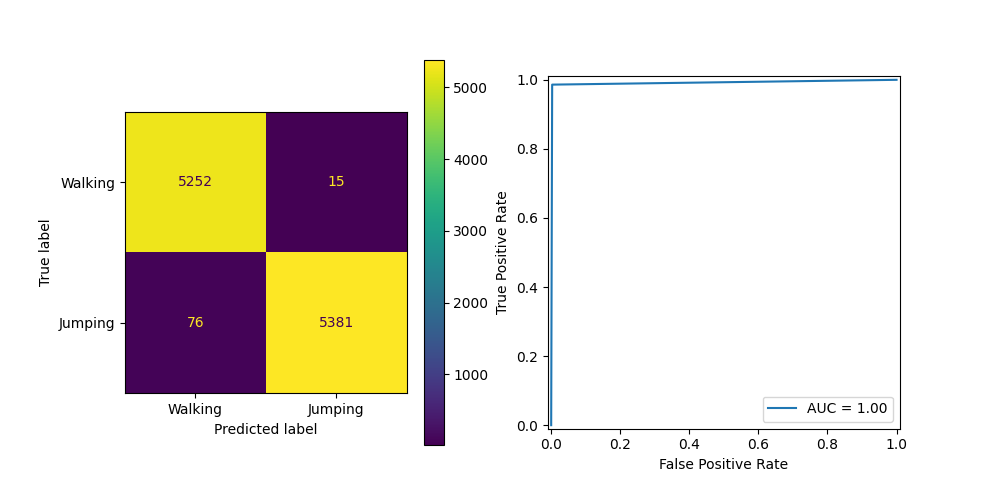 True label
Walking
Jumping
5252
15
76
5381
Walking
Jumping
Predicted label
5000
4000
3000
2000
1000
True Positive Rate
1.0
0.8
0.6
0.4
0.2
0.0
0.0
0.2
0.4
0.6
0.8
1.0
False Positive Rate
AUC = 1.00